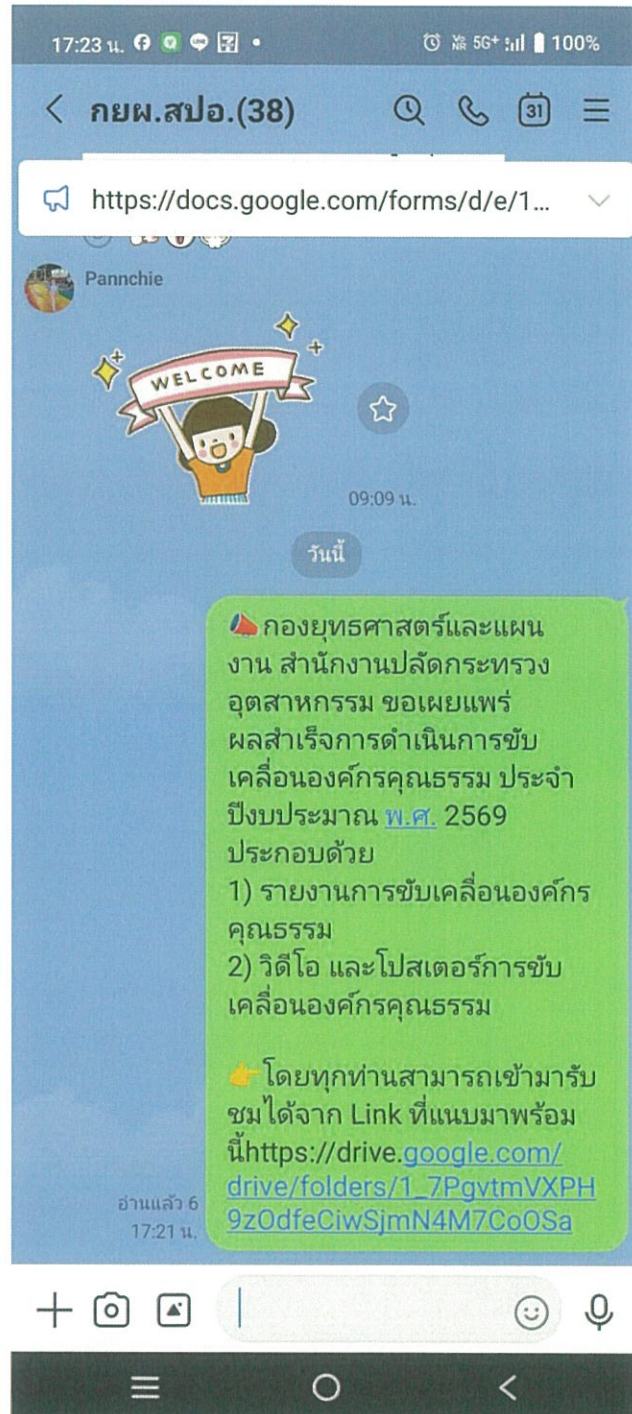 17:23 น.
5G+ 100%
กยผ.สปอ.(38)
31
https://docs.google.com/forms/d/e/1...
Pannchie
WELCOME
09:09 น.
วันนี้
กองยุทธศาสตร์และแผน
งาน สำนักงานปลัดกระทรวง
อุตสาหกรรม ขอเผยแพร่
ผลสำเร็จการดำเนินการขับ
เคลื่อนองค์กรคุณธรรม ประจำ
ปีงบประมาณ พ.ศ. 2569
ประกอบด้วย
1) รายงานการขับเคลื่อนองค์กร
คุณธรรม
2) วิดีโอ และโปสเตอร์การขับ
เคลื่อนองค์กรคุณธรรม
โดยทุกท่านสามารถเข้ามารับ
ชมได้จาก Link ที่แนบมาพร้อม
นี้https://drive.google.com/
drive/folders/1_7PgvtmVXPH
9zOdfeCiwSjmN4M7CoOSa
อ่านแล้ว 6
17:21 น.